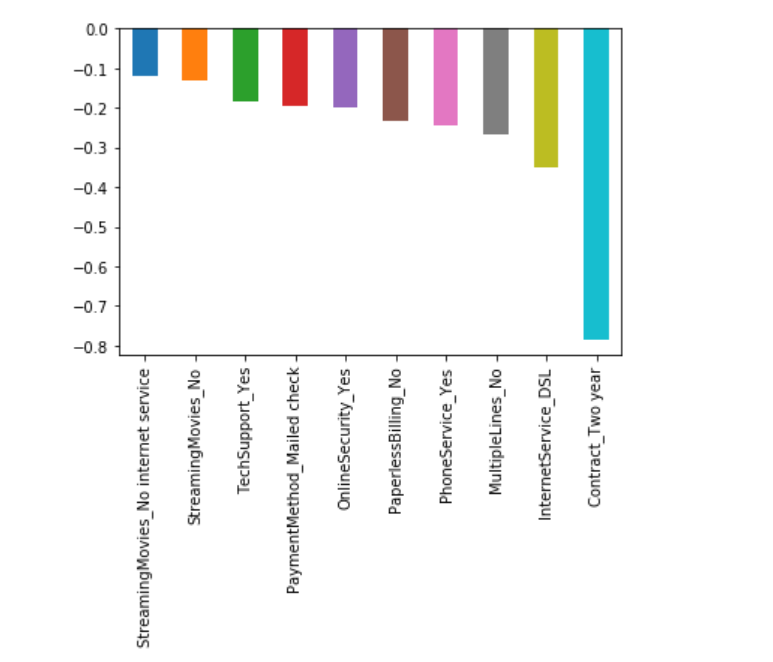 0.0
−0.1
−0.2
−0.3
−0.4
−0.5
−0.6
−0.7
−0.8
StreamingMovies_No internet service
StreamingMovies_No
TechSupport_Yes
PaymentMethod_Mailed check
OnlineSecurity_Yes
PaperlessBilling_No
PhoneService_Yes
MultipleLines_No
InternetService_DSL
Contract_Two year